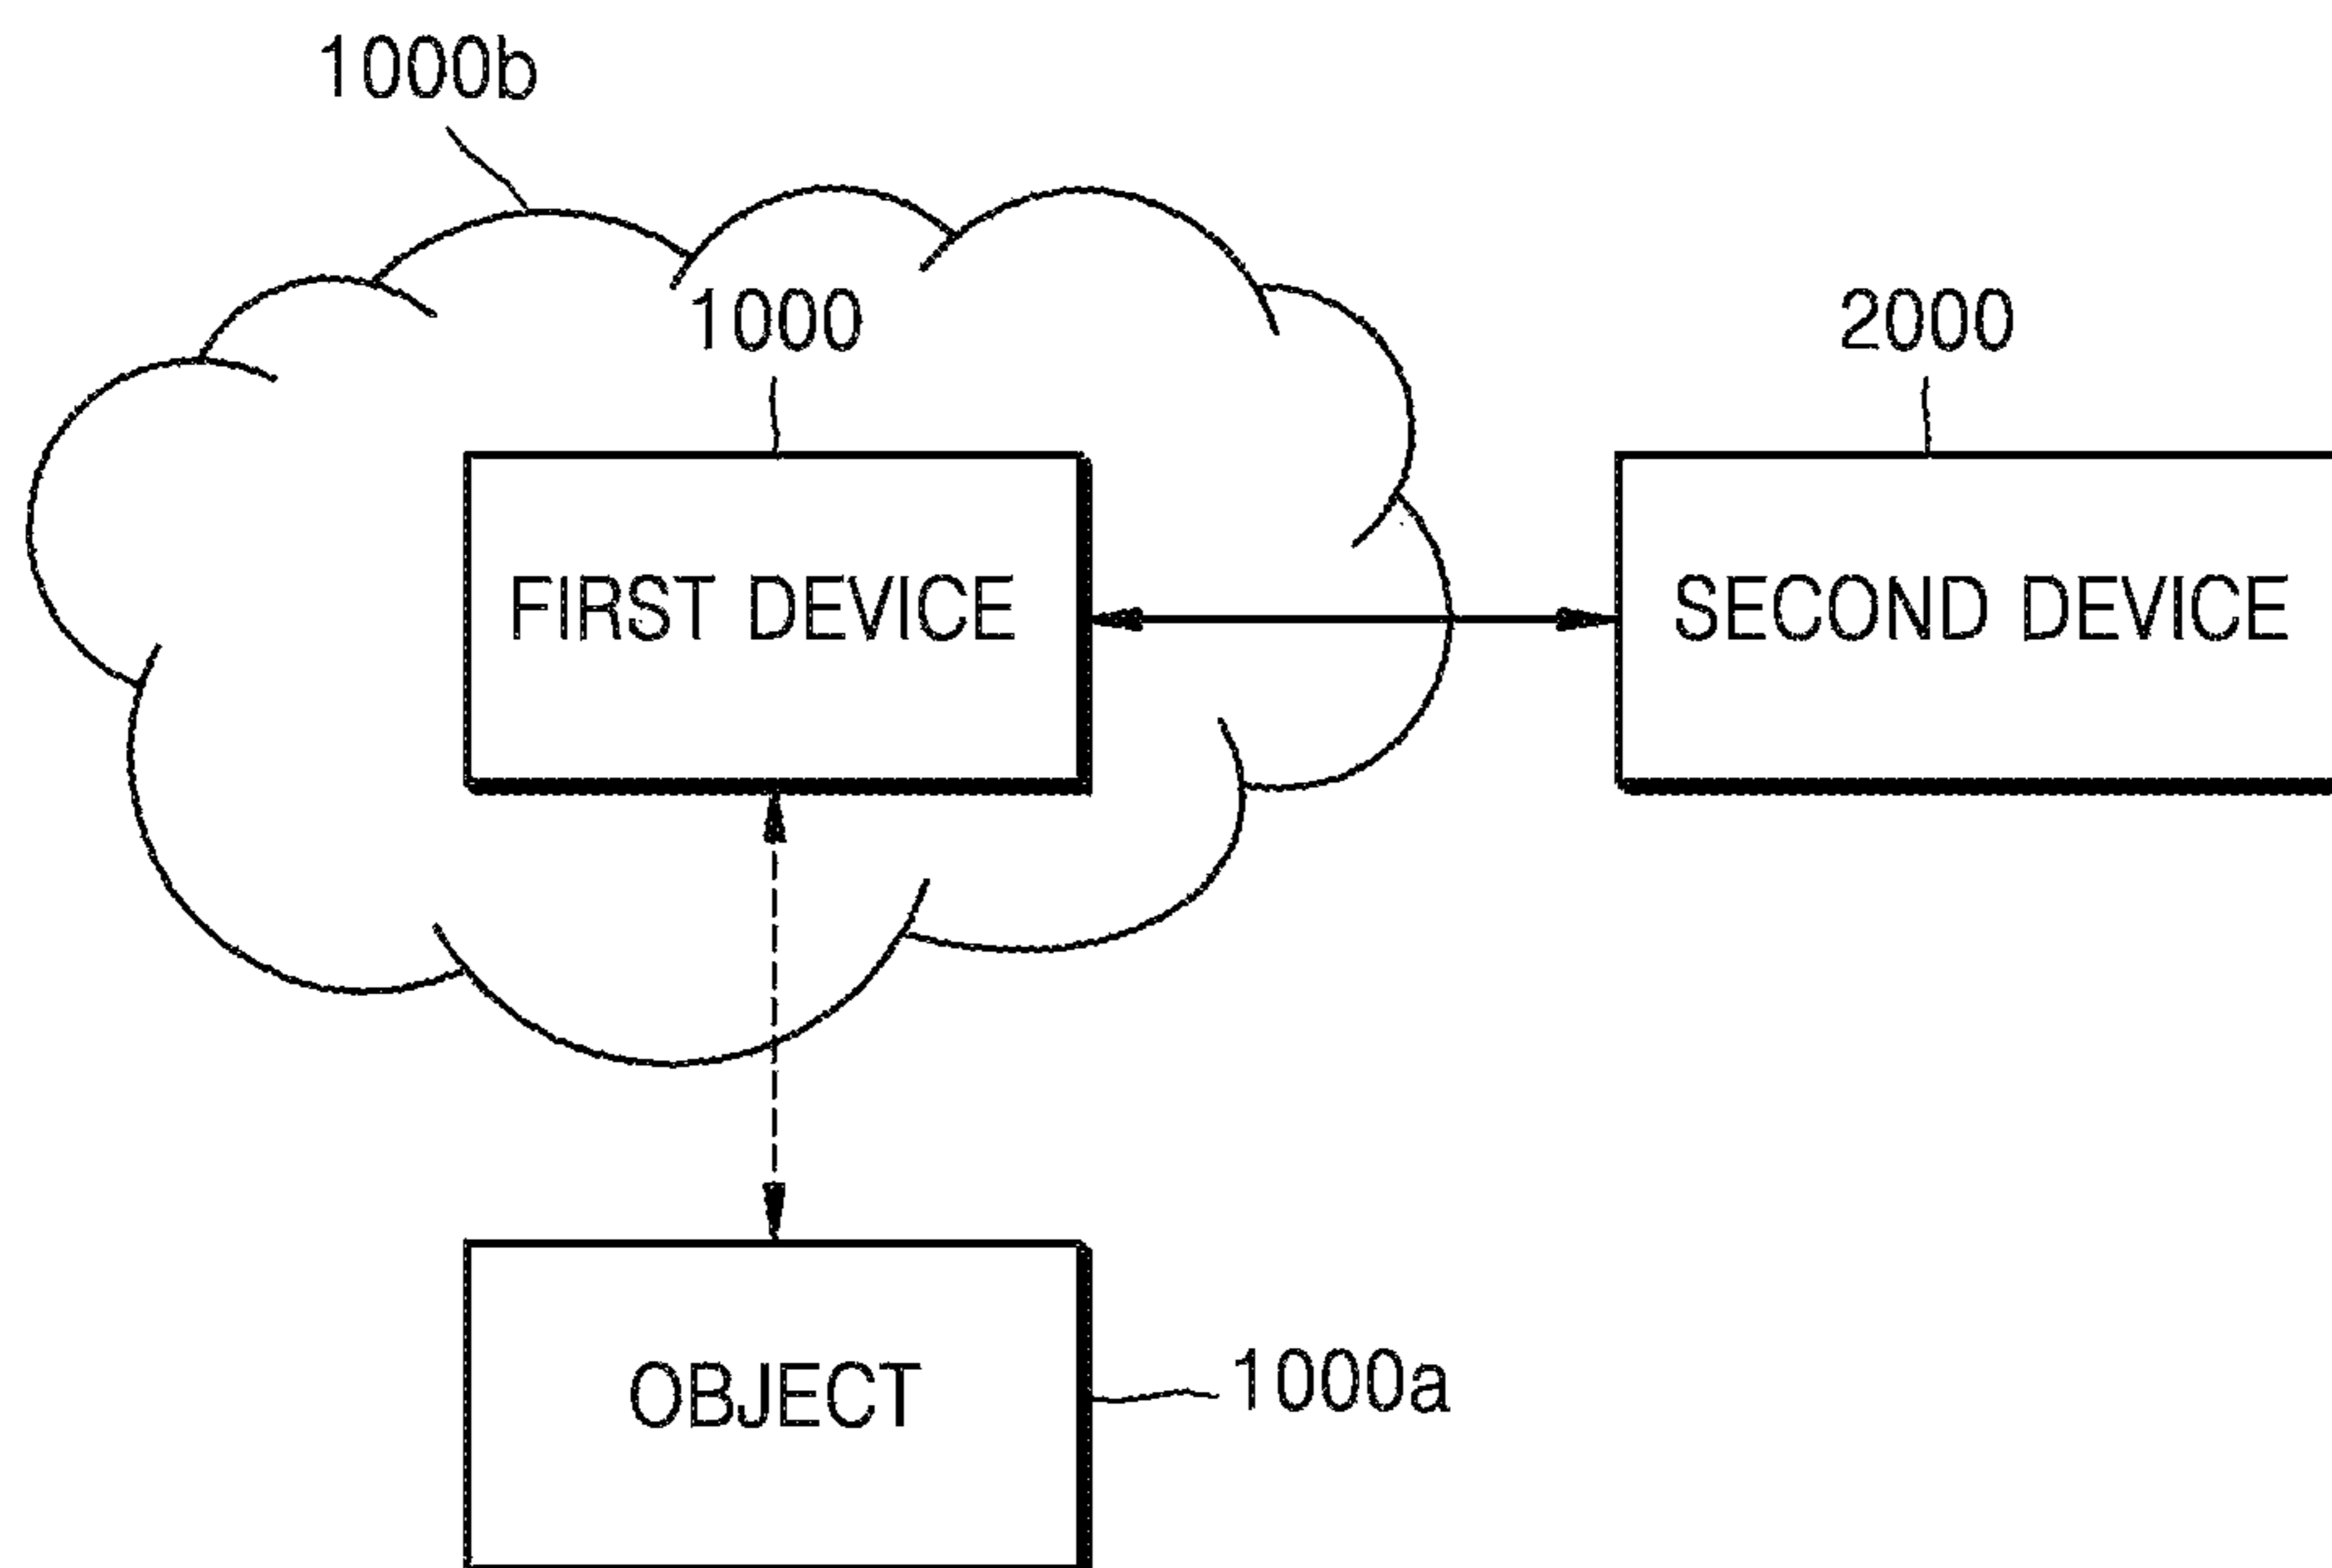 1000b
1000
2000
FIRST DEVICE
SECOND DEVICE
OBJECT
1000a